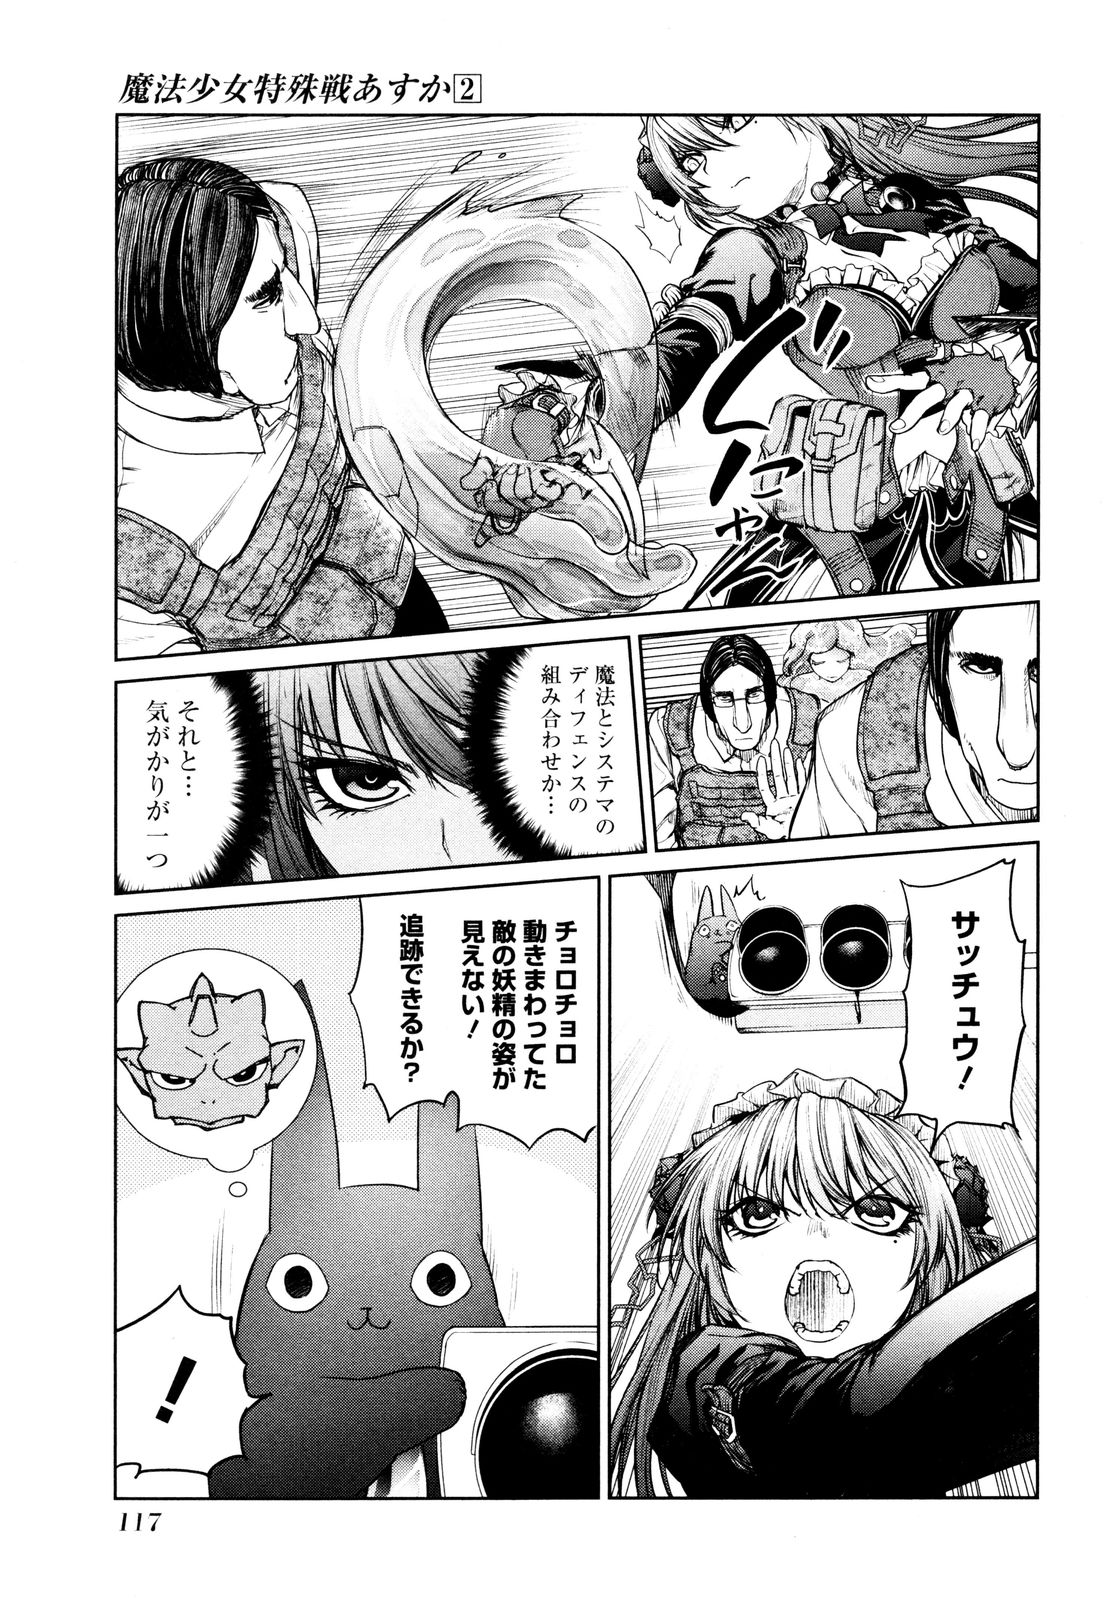 魔法少女特殊戦あすか2
ぐにゃん
魔法とシステマの
ディフェンスの
組み合わせか…
それと…
気がかりが一つ
サッチュウ！
チョロチョロ
動きまわってた
敵の妖精の姿が
見えない！
追跡できるか？
！
117